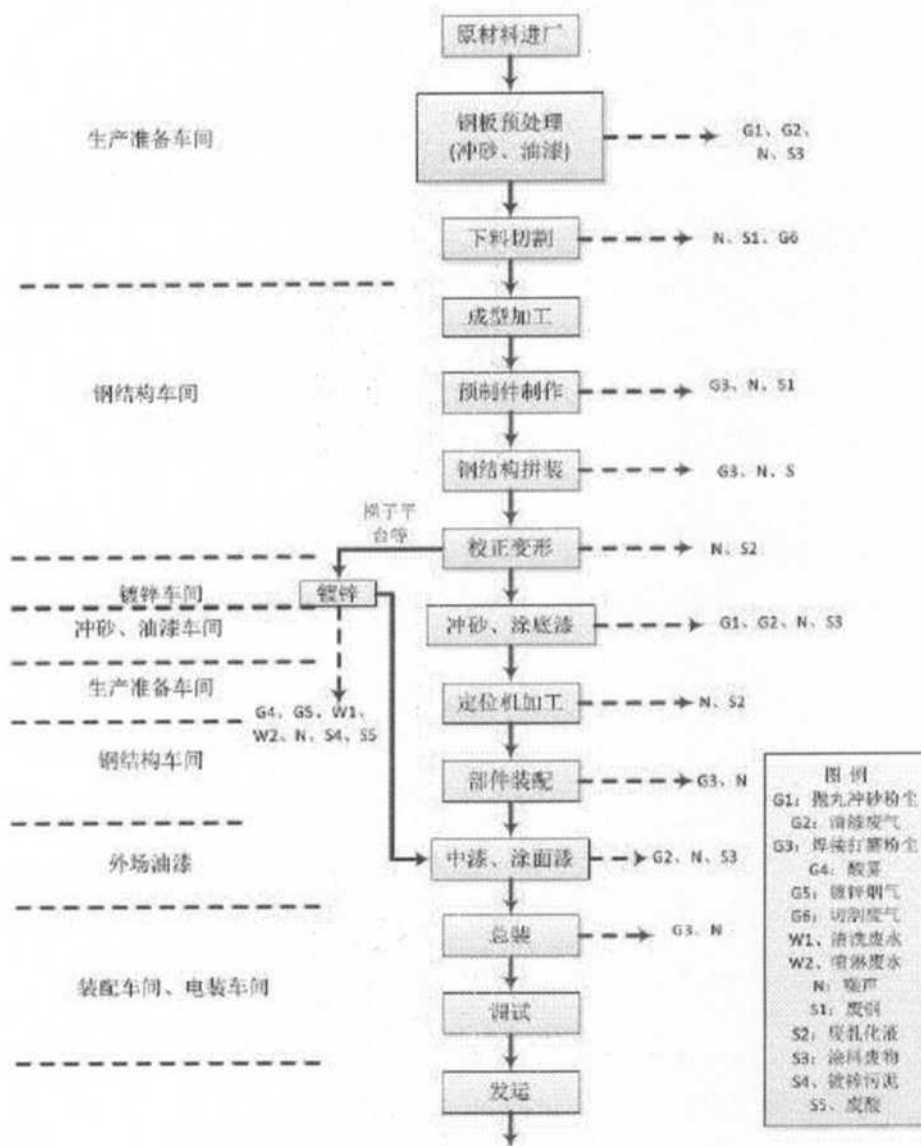 原材料进厂
生产准备车间
钢板预处理
(冲砂、油漆)
G1、G2、
N、S3
下料切割
N、S1、G6
成型加工
钢结构车间
预制件制作
G3、N、S1
钢结构拼装
G3、N、S
梯子平
台等
校正变形
N、S2
镀锌车间
镀锌
冲砂、油漆车间
冲砂、涂底漆
G1、G2、N、S3
生产准备车间
定位机加工
N、S2
G4、G5、W1、
W2、N、S4、S5
钢结构车间
部件装配
G3、N
外场油漆
中漆、涂面漆
G2、N、S3
总装
G3、N
装配车间、电装车间
调试
发运
图 例
G1：抛丸冲砂粉尘
G2：油漆废气
G3：焊接打磨粉尘
G4：酸雾
G5：镀锌烟气
G6：切割废气
W1、清洗废水
W2、喷淋废水
N：噪声
S1：废钢
S2：废乳化液
S3：涂料废物
S4、镀锌污泥
S5、废酸